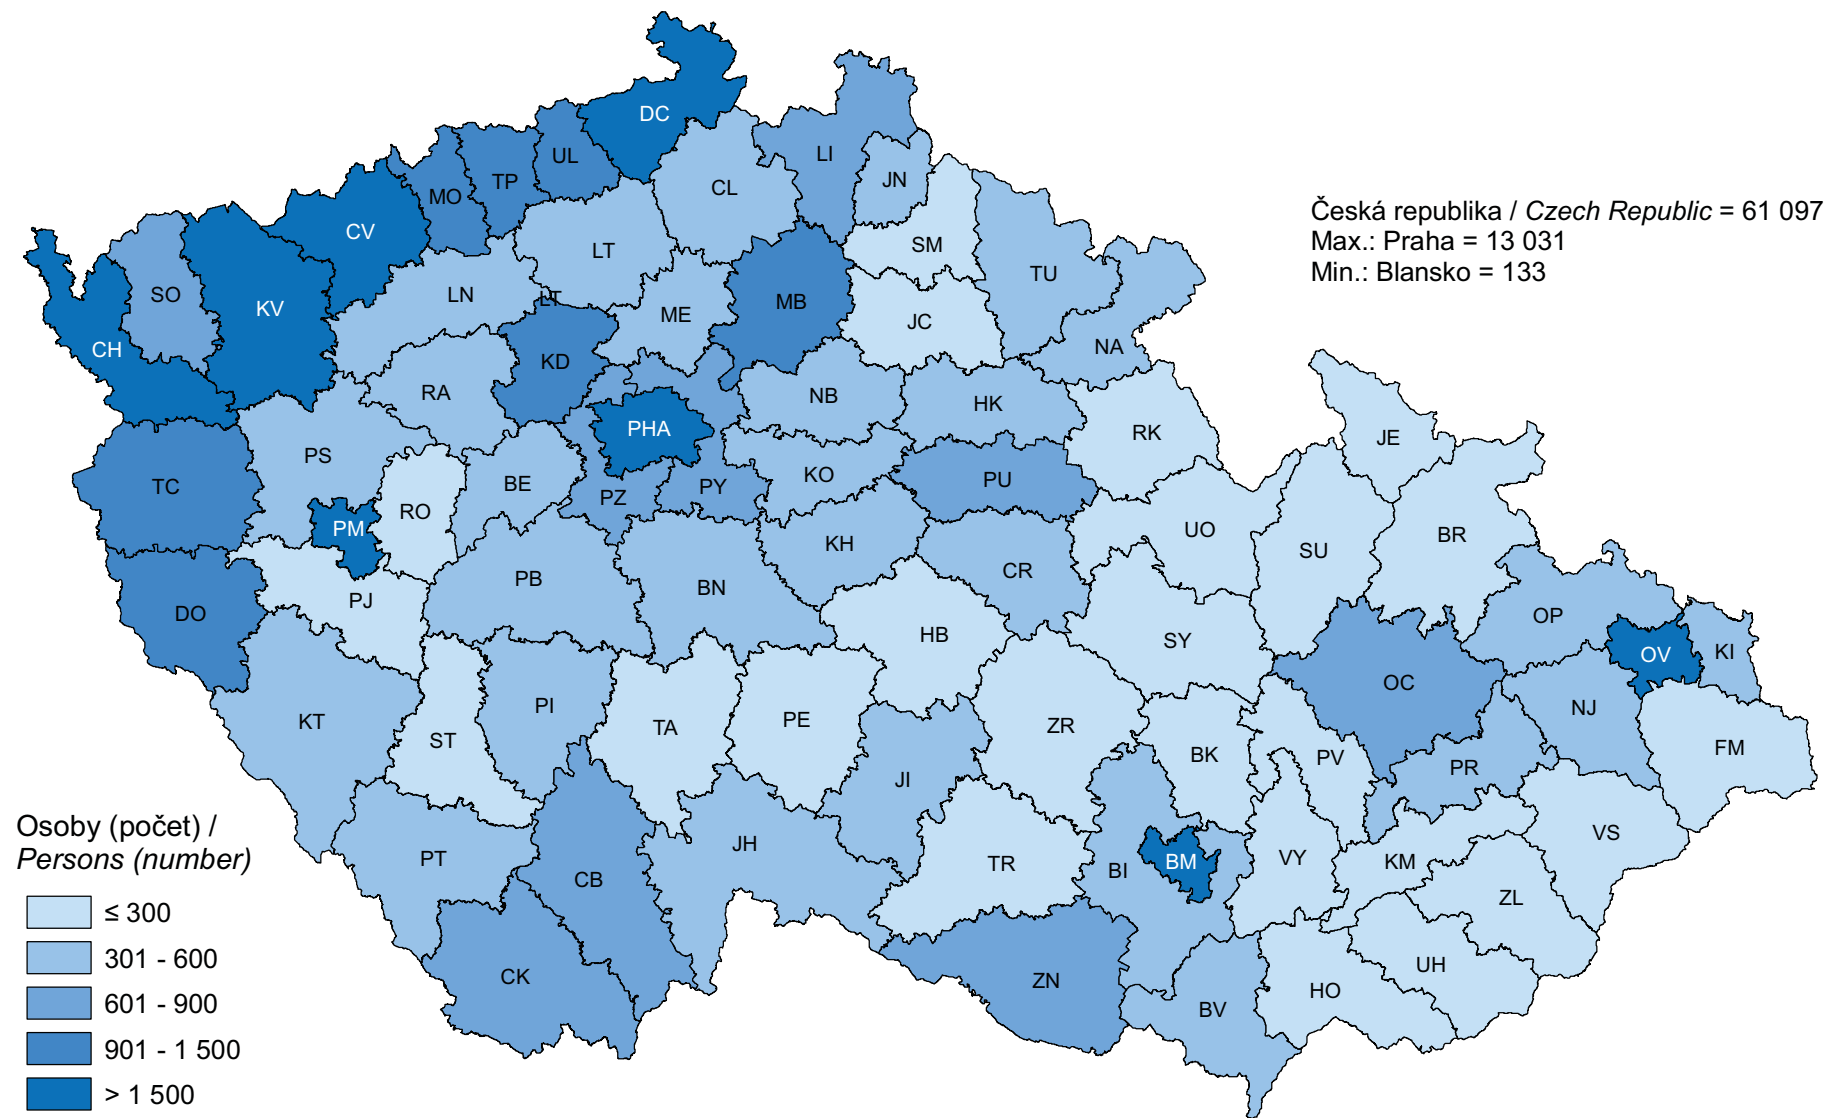 DC
UL
TP
MO
CL
LI
JN
CV
SO
KV
CH
LT
LN
LT
ME
MB
SM
JC
TU
NA
Česká republika / Czech Republic = 61 097
Max.: Praha = 13 031
Min.: Blansko = 133
KD
RA
NB
HK
PHA
RK
JE
PS
TC
RO
BE
PZ
PY
KO
PU
PM
UO
SU
BR
KH
CR
PB
BN
PJ
DO
HB
SY
OP
OV
KI
OC
KT
ST
PI
TA
PE
ZR
NJ
JI
BK
PV
PR
FM
PT
CB
JH
TR
BI
BM
VY
KM
VS
ZL
CK
ZN
BV
HO
UH
Osoby (počet) /
Persons (number)
≤ 300
301 - 600
601 - 900
901 - 1 500
> 1 500